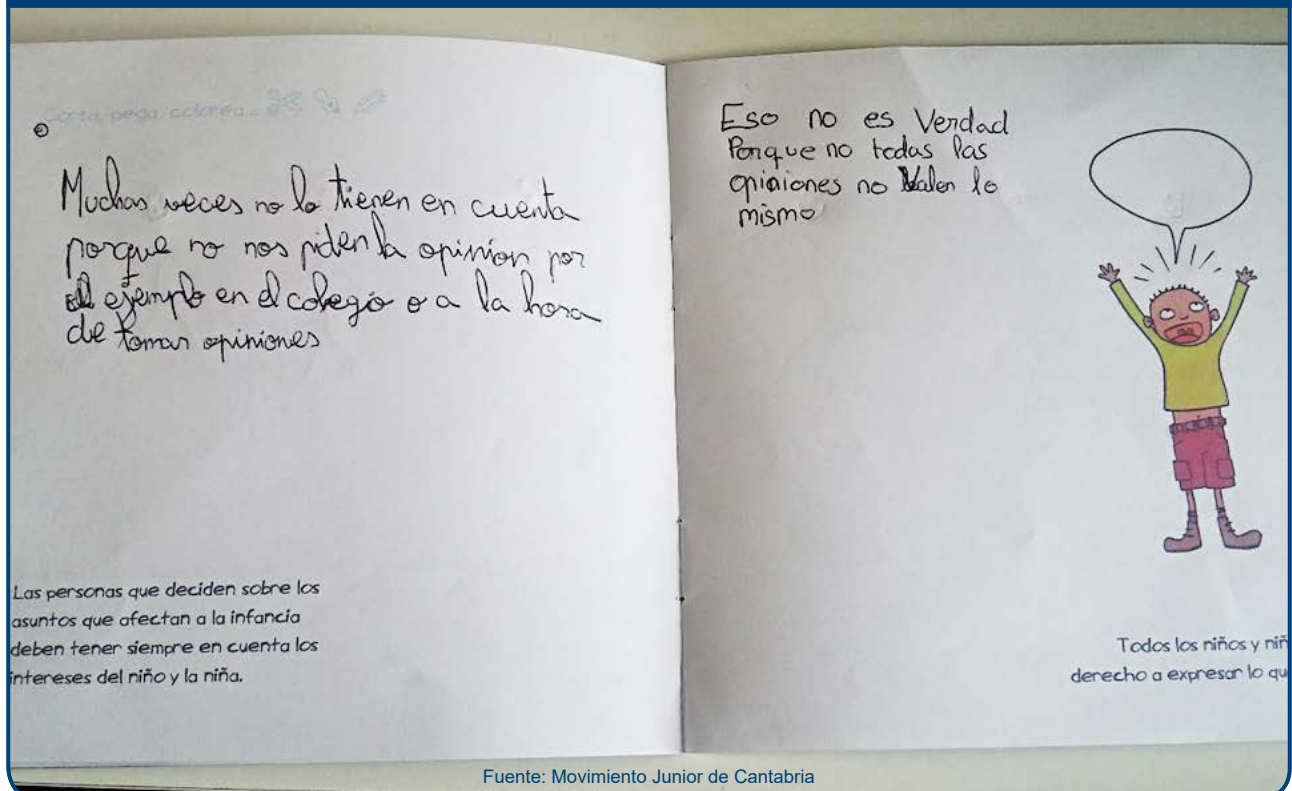 Corta, pega, colorea...
Muchas veces no lo tienen en cuenta
porque no nos piden la opinion por
ejemplo en el colegio o a la hora
de tomar opiniones
Las personas que deciden sobre los
asuntos que afectan a la infancia
deben tener siempre en cuenta los
intereses del niño y la niña.
Eso no es Verdad
Porque no todas las
opiniones no Valen lo
mismo
Todos los niños y niñ
derecho a expresar lo qu
Fuente: Movimiento Junior de Cantabria